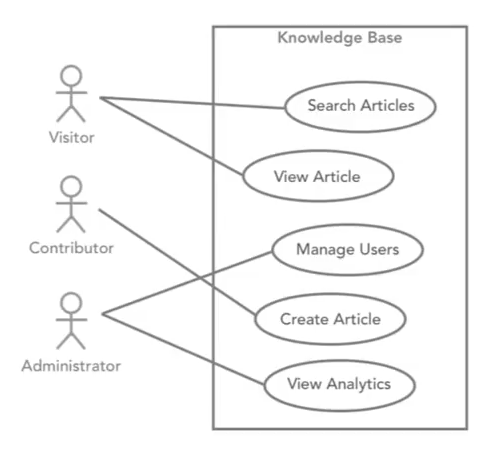 Knowledge Base
Search Articles
Visitor
View Article
Contributor
Manage Users
Create Article
Administrator
View Analytics